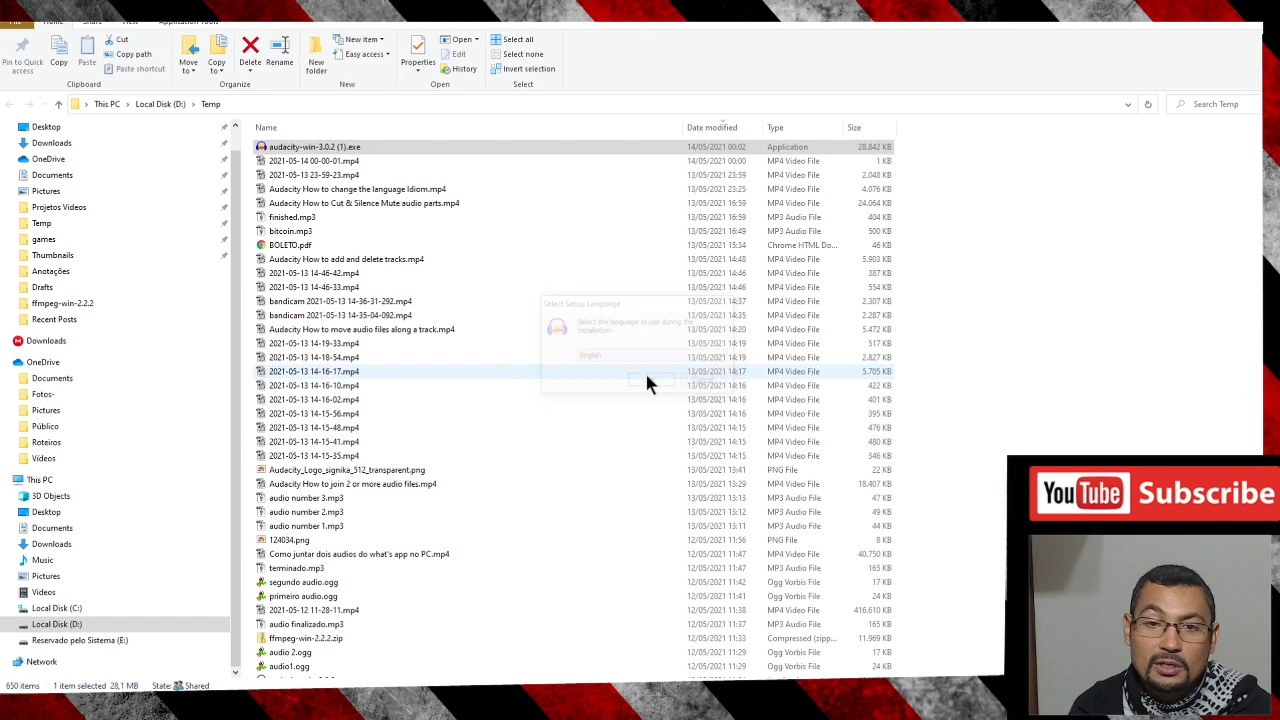 File Home Share View Application Tools
Pin to Quick access
Copy
Paste
Cut
Copy path
Paste shortcut
Clipboard
Move to
Copy to
Delete
Rename
Organize
New folder
New item
Easy access
New
Properties
Open
Edit
History
Open
Select all
Select none
Invert selection
Select
This PC > Local Disk (D:) > Temp
Search Temp
Name Date modified Type Size
Desktop
Downloads
OneDrive
Documents
Pictures
Projetos Videos
Temp
games
Thumbnails
Anotações
Drafts
ffmpeg-win-2.2.2
Recent Posts
Downloads
OneDrive
Documents
Fotos-
Pictures
Público
Roteiros
Vídeos
This PC
3D Objects
Desktop
Documents
Downloads
Music
Pictures
Videos
Local Disk (C:)
Local Disk (D:)
Reservado pelo Sistema (E:)
Network
audacity-win-3.0.2 (1).exe 14/05/2021 00:02 Application 28.842 KB
2021-05-14 00-00-01.mp4 14/05/2021 00:00 MP4 Video File 1 KB
2021-05-13 23-59-23.mp4 13/05/2021 23:59 MP4 Video File 2.048 KB
Audacity How to change the language Idiom.mp4 13/05/2021 23:25 MP4 Video File 4.076 KB
Audacity How to Cut & Silence Mute audio parts.mp4 13/05/2021 16:59 MP4 Video File 24.064 KB
finished.mp3 13/05/2021 16:59 MP3 Audio File 404 KB
bitcoin.mp3 13/05/2021 16:49 MP3 Audio File 500 KB
BOLETO.pdf 13/05/2021 15:34 Chrome HTML Do... 46 KB
Audacity How to add and delete tracks.mp4 13/05/2021 14:48 MP4 Video File 5.903 KB
2021-05-13 14-46-42.mp4 13/05/2021 14:46 MP4 Video File 387 KB
2021-05-13 14-46-33.mp4 13/05/2021 14:46 MP4 Video File 554 KB
bandicam 2021-05-13 14-36-31-292.mp4 13/05/2021 14:37 MP4 Video File 2.307 KB
bandicam 2021-05-13 14-35-04-092.mp4 13/05/2021 14:35 MP4 Video File 2.287 KB
Audacity How to move audio files along a track.mp4 13/05/2021 14:20 MP4 Video File 5.472 KB
2021-05-13 14-19-33.mp4 13/05/2021 14:19 MP4 Video File 517 KB
2021-05-13 14-18-54.mp4 13/05/2021 14:19 MP4 Video File 2.827 KB
2021-05-13 14-16-17.mp4 13/05/2021 14:17 MP4 Video File 5.705 KB
2021-05-13 14-16-10.mp4 13/05/2021 14:16 MP4 Video File 422 KB
2021-05-13 14-16-02.mp4 13/05/2021 14:16 MP4 Video File 401 KB
2021-05-13 14-15-56.mp4 13/05/2021 14:16 MP4 Video File 395 KB
2021-05-13 14-15-48.mp4 13/05/2021 14:15 MP4 Video File 476 KB
2021-05-13 14-15-41.mp4 13/05/2021 14:15 MP4 Video File 480 KB
2021-05-13 14-15-35.mp4 13/05/2021 14:15 MP4 Video File 346 KB
Audacity_Logo_signika_512_transparent.png 13/05/2021 13:41 PNG File 22 KB
Audacity How to join 2 or more audio files.mp4 13/05/2021 13:29 MP4 Video File 18.407 KB
audio number 3.mp3 13/05/2021 13:13 MP3 Audio File 47 KB
audio number 2.mp3 13/05/2021 13:12 MP3 Audio File 49 KB
audio number 1.mp3 13/05/2021 13:11 MP3 Audio File 44 KB
124034.png 12/05/2021 11:47 PNG File 8 KB
Como juntar dois audios do what's app no PC.mp4 12/05/2021 11:47 MP4 Video File 40.750 KB
terminado.mp3 12/05/2021 11:47 MP3 Audio File 165 KB
segundo audio.ogg 12/05/2021 11:42 Ogg Vorbis File 17 KB
primeiro audio.ogg 12/05/2021 11:42 Ogg Vorbis File 24 KB
2021-05-12 11-28-11.mp4 12/05/2021 11:38 MP4 Video File 416.610 KB
audio finalizado.mp3 12/05/2021 11:37 MP3 Audio File 165 KB
ffmpeg-win-2.2.2.zip 12/05/2021 11:33 Compressed (zipp... 11.969 KB
audio 2.ogg 12/05/2021 11:29 Ogg Vorbis File 17 KB
audio1.ogg 12/05/2021 11:29 Ogg Vorbis File 24 KB
Select Setup Language
Select the language to use during the
installation:
English
650 items 1 item selected 28,1 MB State: Shared
YouTube Subscribe